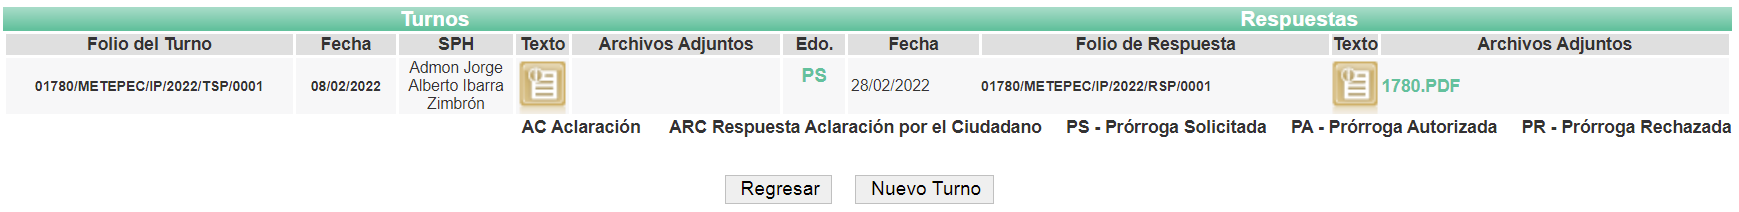 Turnos Respuestas
Folio del Turno Fecha SPH Texto Archivos Adjuntos Edo. Fecha Folio de Respuesta Texto Archivos Adjuntos
01780/METEPEC/IP/2022/TSP/0001 08/02/2022 Admon Jorge Alberto Ibarra Zimbrón PS 28/02/2022 01780/METEPEC/IP/2022/RSP/0001 1780.PDF
AC Aclaración ARC Respuesta Aclaración por el Ciudadano PS - Prórroga Solicitada PA - Prórroga Autorizada PR - Prórroga Rechazada
Regresar Nuevo Turno